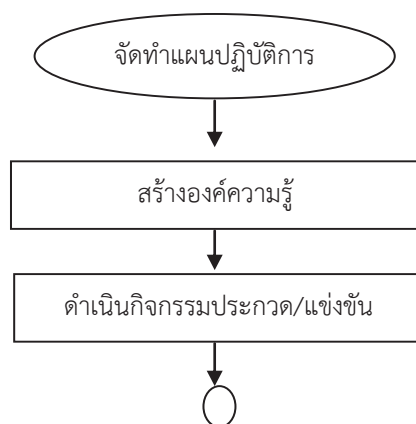 จัดทำแผนปฏิบัติการ
สร้างองค์ความรู้
ดำเนินกิจกรรมประกวด/แข่งขัน